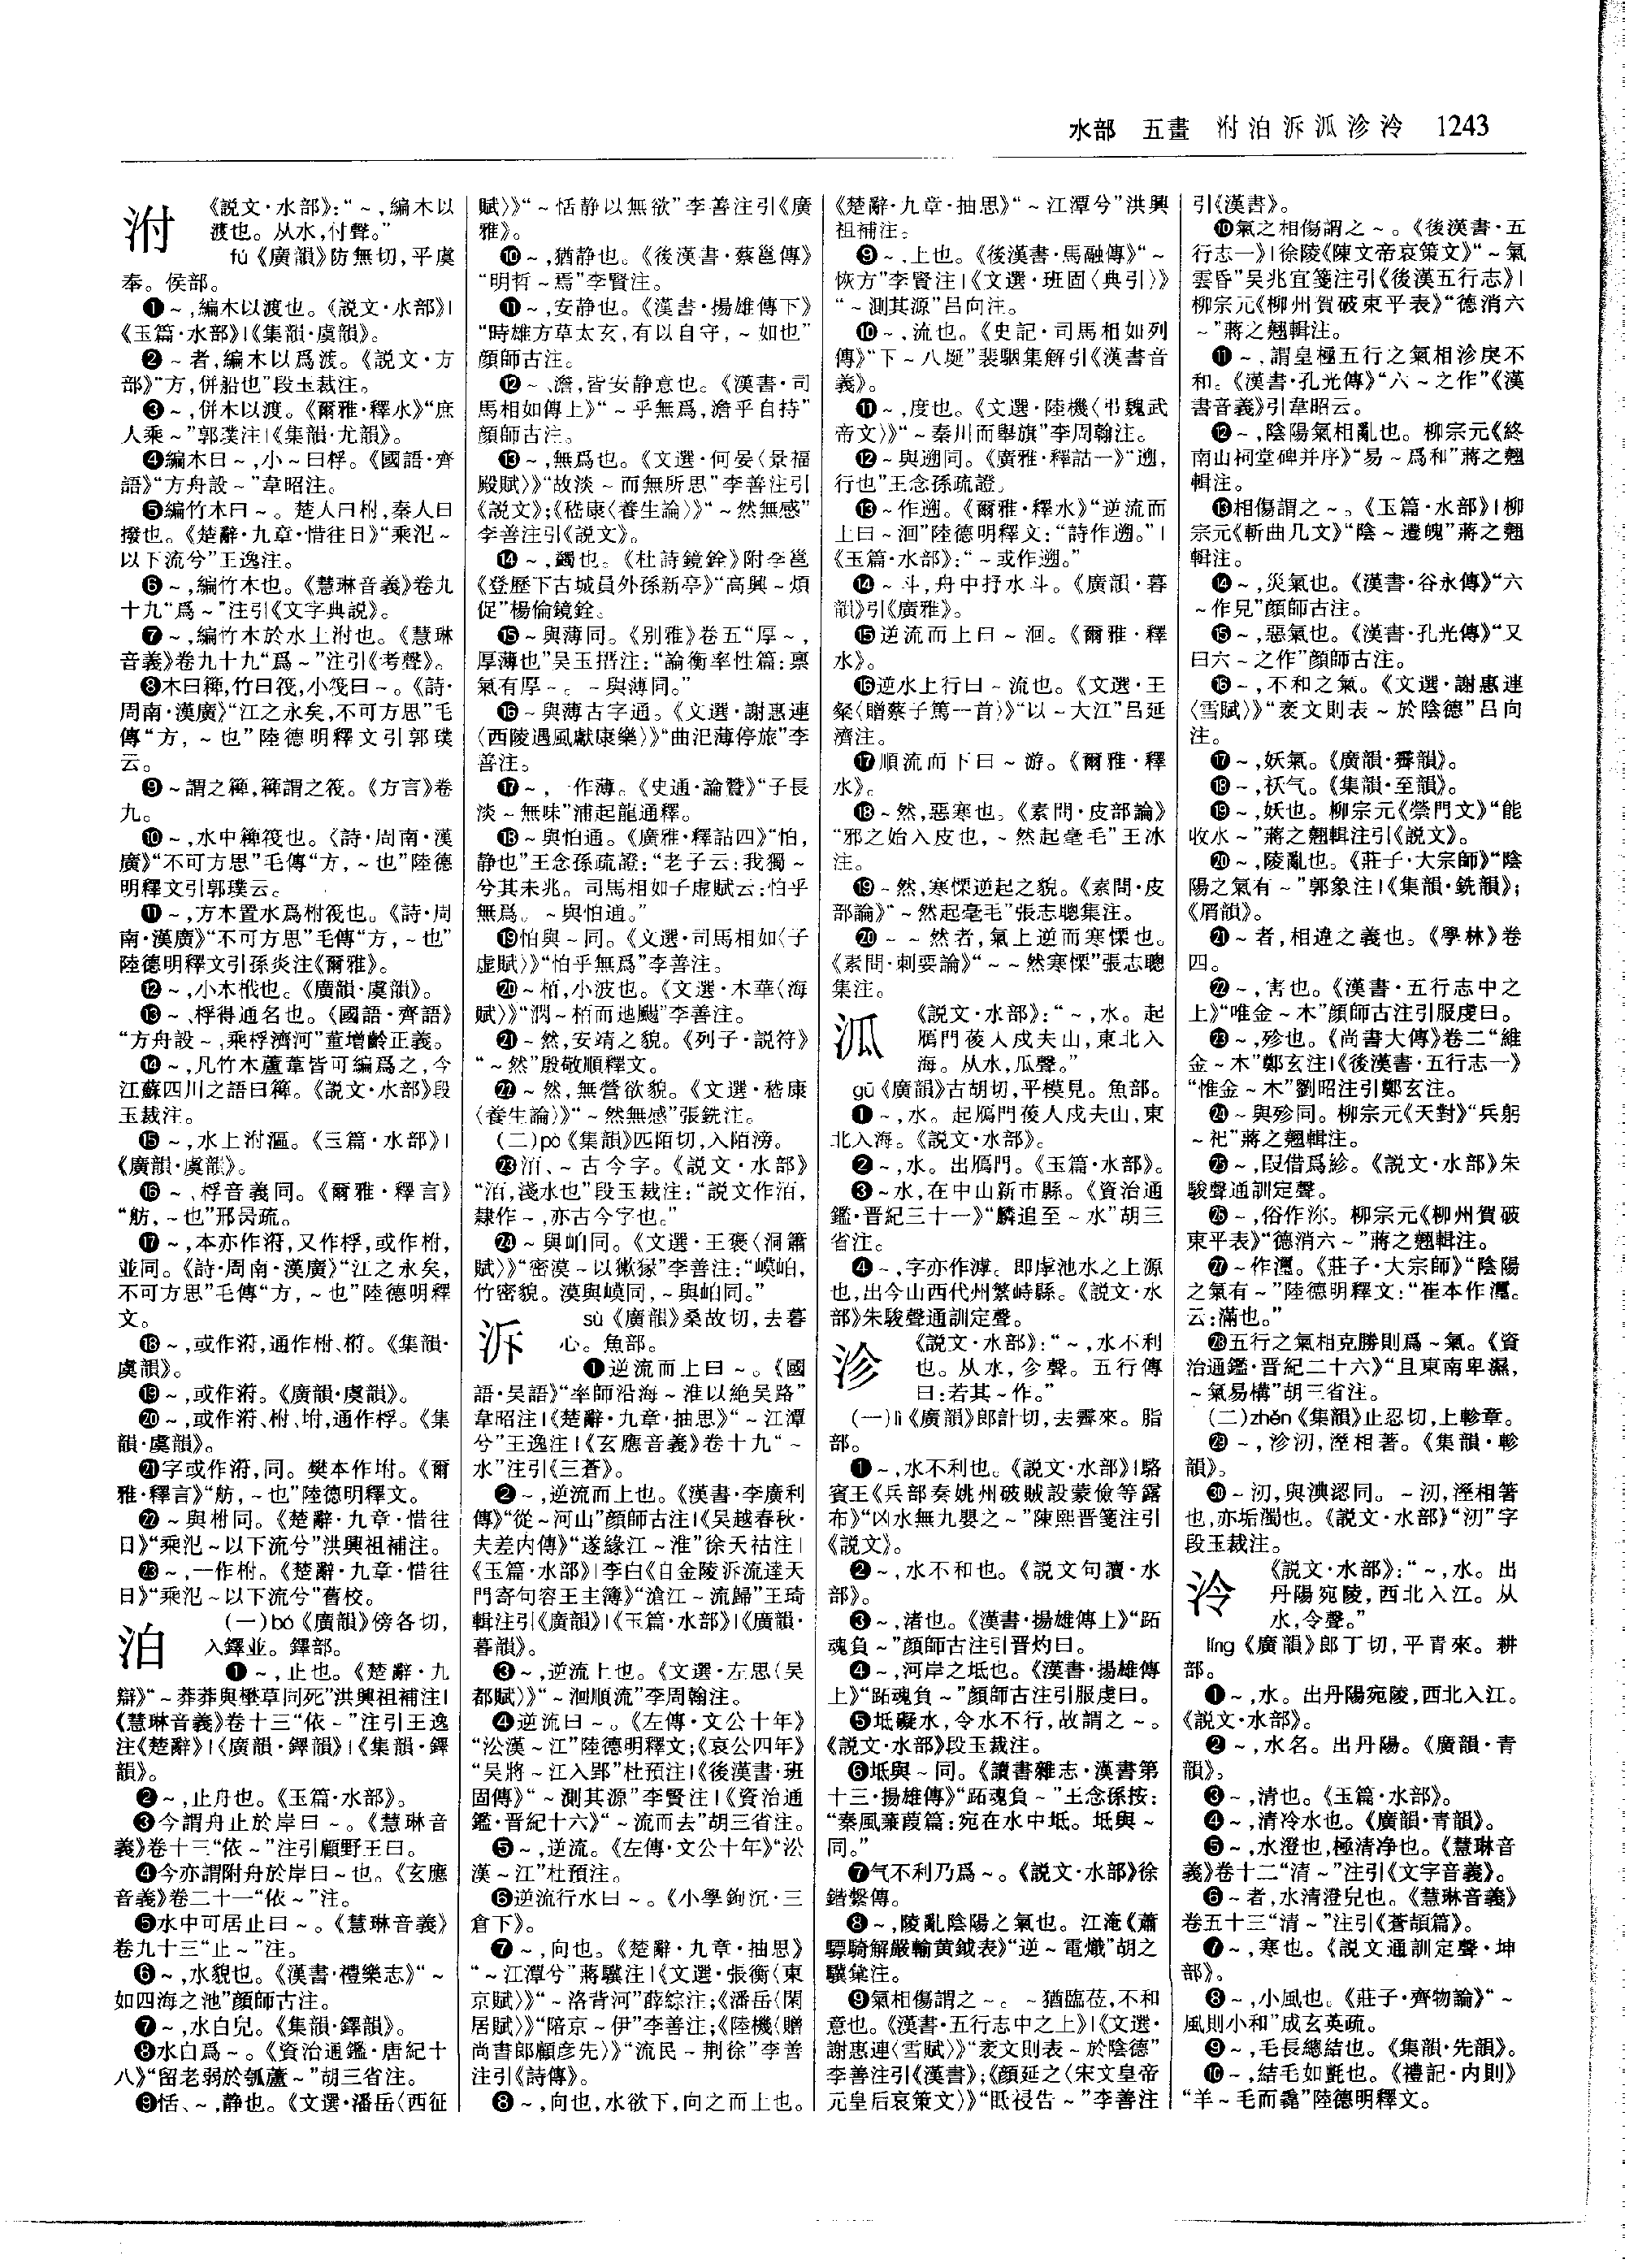 水部　五畫　泭泊泝泒沴泠　1243
泭
《説文·水部》：“～，編木以
渡也。从水，付聲。”
fú《廣韻》防無切，平虞
奉。侯部。
❶～，編木以渡也。《説文·水部》|
《玉篇·水部》|《集韻·虞韻》。
❷～者，編木以爲渡。《説文·方
部》“方，併船也”段玉裁注。
❸～，併木以渡。《爾雅·釋水》“庶
人乘～”郭璞注|《集韻·尤韻》。
❹編木曰～，小～曰桴。《國語·齊
語》“方舟設～”韋昭注。
❺編竹木曰～。楚人曰柎，秦人曰
撥也。《楚辭·九章·惜往日》“乘氾～
以下流兮”王逸注。
❻～，編竹木也。《慧琳音義》卷九
十九“爲～”注引《文字典説》。
❼～，編竹木於水上泭也。《慧琳
音義》卷九十九“爲～”注引《考聲》。
❽木曰䉬，竹曰筏，小筏曰～。《詩·
周南·漢廣》“江之永矣，不可方思”毛
傳“方，～也”陸德明釋文引郭璞
云。
❾～謂之䉬，䉬謂之筏。《方言》卷
九。
❿～，水中䉬筏也。《詩·周南·漢
廣》“不可方思”毛傳“方，～也”陸德
明釋文引郭璞云。
⓫～，方木置水爲柎筏也。《詩·周
南·漢廣》“不可方思”毛傳“方，～也”
陸德明釋文引孫炎注《爾雅》。
⓬～，小木栰也。《廣韻·虞韻》。
⓭～、桴得通名也。《國語·齊語》
“方舟設～，乘桴濟河”董增齡正義。
⓮～，凡竹木蘆葦皆可編爲之，今
江蘇四川之語曰䉬。《説文·水部》段
玉裁注。
⓯～，水上泭漚。《玉篇·水部》|
《廣韻·虞韻》。
⓰～、桴音義同。《爾雅·釋言》
“舫，～也”邢昺疏。
⓱～，本亦作泭，又作桴，或作柎，
並同。《詩·周南·漢廣》“江之永矣，
不可方思”毛傳“方，～也”陸德明釋
文。
⓲～，或作㳇，通作柎、𣔙。《集韻·
虞韻》。
⓳～，或作㳇。《廣韻·虞韻》。
⓴～，或作㳇、柎、坿，通作桴。《集
韻·虞韻》。
㉑字或作㳇，同。樊本作坿。《爾
雅·釋言》“舫，～也”陸德明釋文。
㉒～與柎同。《楚辭·九章·惜往
日》“乘氾～以下流兮”洪興祖補注。
㉓～，一作柎。《楚辭·九章·惜往
日》“乘氾～以下流兮”舊校。
泊
（一）bó《廣韻》傍各切，
入鐸並。鐸部。
❶～，止也。《楚辭·九
辯》“～莽莽與壄草同死”洪興祖補注|
《慧琳音義》卷十三“依～”注引王逸
注《楚辭》|《廣韻·鐸韻》|《集韻·鐸
韻》。
❷～，止舟也。《玉篇·水部》。
❸今謂舟止於岸曰～。《慧琳音
義》卷十三“依～”注引顧野王曰。
❹今亦謂附舟於岸曰～也。《玄應
音義》卷二十一“依～”注。
❺水中可居止曰～。《慧琳音義》
卷九十三“止～”注。
❻～，水貌也。《漢書·禮樂志》“～
如四海之池”顔師古注。
❼～，水白皃。《集韻·鐸韻》。
❽水白爲～。《資治通鑑·唐紀十
八》“留老弱於瓠蘆～”胡三省注。
❾恬、～，靜也。《文選·潘岳〈西征
賦〉》“～恬静以無欲”李善注引《廣
雅》。
❿～，猶静也。《後漢書·蔡邕傳》
“明哲～焉”李賢注。
⓫～，安静也。《漢書·揚雄傳下》
“時雄方草太玄，有以自守，～如也”
顔師古注。
⓬～、澹，皆安静意也。《漢書·司
馬相如傳上》“～乎無爲，澹乎自持”
顔師古注。
⓭～，無爲也。《文選·何晏〈景福
殿賦〉》“故淡～而無所思”李善注引
《説文》；《嵇康〈養生論〉》“～然無感”
李善注引《説文》。
⓮～，蠲也。《杜詩鏡銓》附李邕
《登歷下古城員外孫新亭》“高興～煩
促”楊倫鏡銓。
⓯～與薄同。《别雅》卷五“厚～，
厚薄也”吴玉搢注：“論衡率性篇：稟
氣有厚～。～與薄同。”
⓰～與薄古字通。《文選·謝惠連
〈西陵遇風獻康樂〉》“曲汜薄停旅”李
善注。
⓱～，一作薄。《史通·論贊》“子長
淡～無味”浦起龍通釋。
⓲～與怕通。《廣雅·釋詁四》“怕，
静也”王念孫疏證：“老子云：我獨～
兮其未兆。司馬相如子虚賦云：怕乎
無爲。～與怕通。”
⓳怕與～同。《文選·司馬相如〈子
虚賦〉》“怕乎無爲”李善注。
⓴～栢，小波也。《文選·木華〈海
賦〉》“㵎～栢而迆颺”李善注。
㉑～然，安靖之貌。《列子·説符》
“～然”殷敬順釋文。
㉒～然，無營欲貌。《文選·嵇康
〈養生論〉》“～然無感”張銑注。
（二）pò《集韻》匹陌切，入陌滂。
㉓洦、～古今字。《説文·水部》
“洦，淺水也”段玉裁注：“説文作洦，
隸作～，亦古今字也。”
㉔～與岶同。《文選·王褒〈洞簫
賦〉》“密漠～以㺖猭”李善注：“嗼岶，
竹密貌。漠與嗼同，～與岶同。”
泝
sù《廣韻》桑故切，去暮
心。魚部。
❶逆流而上曰～。《國
語·吴語》“率師沿海～淮以絶吴路”
韋昭注|《楚辭·九章·抽思》“～江潭
兮”王逸注|《玄應音義》卷十九“～
水”注引《三蒼》。
❷～，逆流而上也。《漢書·李廣利
傳》“從～河山”顔師古注|《吴越春秋·
夫差内傳》“遂緣江～淮”徐天祜注|
《玉篇·水部》|李白《自金陵泝流達天
門寄句容王主簿》“滄江～流歸”王琦
輯注引《廣韻》|《玉篇·水部》|《廣韻·
暮韻》。
❸～，逆流上也。《文選·左思〈吴
都賦〉》“～洄順流”李周翰注。
❹逆流曰～。《左傳·文公十年》
“㳂漢～江”陸德明釋文；《哀公四年》
“吴將～江入郢”杜預注|《後漢書·班
固傳》“～測其源”李賢注|《資治通
鑑·晋紀十六》“～流而去”胡三省注。
❺～，逆流。《左傳·文公十年》“㳂
漢～江”杜預注。
❻逆流行水曰～。《小學鉤沉·三
倉下》。
❼～，向也。《楚辭·九章·抽思》
“～江潭兮”蔣驥注|《文選·張衡〈東
京賦〉》“～洛背河”薛綜注；《潘岳〈閑
居賦〉》“陪京～伊”李善注；《陸機〈贈
尚書郎顧彦先〉》“流民～荆徐”李善
注引《詩傳》。
❽～，向也，水欲下，向之而上也。
《楚辭·九章·抽思》“～江潭兮”洪興
祖補注。
❾～，上也。《後漢書·馬融傳》“～
恢方”李賢注|《文選·班固〈典引〉》
“～測其源”吕向注。
❿～，流也。《史記·司馬相如列
傳》“下～八埏”裴駰集解引《漢書音
義》。
⓫～，度也。《文選·陸機〈弔魏武
帝文〉》“～秦川而舉旗”李周翰注。
⓬～與遡同。《廣雅·釋詁一》“遡，
行也”王念孫疏證。
⓭～作遡。《爾雅·釋水》“逆流而
上曰～洄”陸德明釋文：“詩作遡。”|
《玉篇·水部》：“～或作遡。”
⓮～斗，舟中抒水斗。《廣韻·暮
韻》引《廣雅》。
⓯逆流而上曰～洄。《爾雅·釋
水》。
⓰逆水上行曰～流也。《文選·王
粲〈贈蔡子篤一首〉》“以～大江”吕延
濟注。
⓱順流而下曰～游。《爾雅·釋
水》。
⓲～然，惡寒也。《素問·皮部論》
“邪之始入皮也，～然起毫毛”王冰
注。
⓳～然，寒慄逆起之貌。《素問·皮
部論》“～然起毫毛”張志聰集注。
⓴～～然者，氣上逆而寒慄也。
《素問·刺要論》“～～然寒慄”張志聰
集注。
泒
《説文·水部》：“～，水。起
鴈門葰人戍夫山，東北入
海。从水，瓜聲。”
gū《廣韻》古胡切，平模見。魚部。
❶～，水。起鴈門葰人戍夫山，東
北入海。《説文·水部》。
❷～，水。出鴈門。《玉篇·水部》。
❸～水，在中山新市縣。《資治通
鑑·晋紀三十一》“麟追至～水”胡三
省注。
❹～，字亦作滹。即虖池水之上源
也，出今山西代州繁峙縣。《説文·水
部》朱駿聲通訓定聲。
沴
《説文·水部》：“～，水不利
也。从水，㐱聲。五行傳
曰：若其～作。”
（一）lì《廣韻》郎計切，去霽來。脂
部。
❶～，水不利也。《説文·水部》|駱
賓王《兵部奏姚州破賊設蒙儉等露
布》“凶水無九嬰之～”陳熙晋箋注引
《説文》。
❷～，水不和也。《説文句讀·水
部》。
❸～，渚也。《漢書·揚雄傳上》“跖
魂負～”顔師古注引晋灼曰。
❹～，河岸之坻也。《漢書·揚雄傳
上》“跖魂負～”顔師古注引服虔曰。
❺坻礙水，令水不行，故謂之～。
《説文·水部》段玉裁注。
❻坻與～同。《讀書雜志·漢書第
十三·揚雄傳》“跖魂負～”王念孫按：
“秦風蒹葭篇：宛在水中坻。坻與～
同。”
❼气不利乃爲～。《説文·水部》徐
鍇繫傳。
❽～，陵亂陰陽之氣也。江淹《蕭
驃騎解嚴輸黄鉞表》“逆～電熾”胡之
驥彙注。
❾氣相傷謂之～。～猶臨莅，不和
意也。《漢書·五行志中之上》|《文選·
謝惠連〈雪賦〉》“袤丈則表～於陰德”
李善注引《漢書》；《顔延之〈宋文皇帝
元皇后哀策文〉》“眡祲告～”李善注
引《漢書》。
❿氣之相傷謂之～。《後漢書·五
行志一》|徐陵《陳文帝哀策文》“～氣
雲昏”吴兆宜箋注引《後漢五行志》|
柳宗元《柳州賀破東平表》“德消六
～”蔣之翹輯注。
⓫～，謂皇極五行之氣相沴戾不
和。《漢書·孔光傳》“六～之作”《漢
書音義》引韋昭云。
⓬～，陰陽氣相亂也。柳宗元《終
南山祠堂碑并序》“易～爲和”蔣之翹
輯注。
⓭相傷謂之～。《玉篇·水部》|柳
宗元《斬曲几文》“陰～遭魄”蔣之翹
輯注。
⓮～，災氣也。《漢書·谷永傳》“六
～作見”顔師古注。
⓯～，惡氣也。《漢書·孔光傳》“又
曰六～之作”顔師古注。
⓰～，不和之氣。《文選·謝惠連
〈雪賦〉》“袤丈則表～於陰德”吕向
注。
⓱～，妖氣。《廣韻·霽韻》。
⓲～，祅气。《集韻·至韻》。
⓳～，妖也。柳宗元《禜門文》“能
收水～”蔣之翹輯注引《説文》。
⓴～，陵亂也。《莊子·大宗師》“陰
陽之氣有～”郭象注|《集韻·銑韻》；
《屑韻》。
㉑～者，相違之義也。《學林》卷
四。
㉒～，害也。《漢書·五行志中之
上》“唯金～木”顔師古注引服虔曰。
㉓～，殄也。《尚書大傳》卷二“維
金～木”鄭玄注|《後漢書·五行志一》
“惟金～木”劉昭注引鄭玄注。
㉔～與殄同。柳宗元《天對》“兵躬
～祀”蔣之翹輯注。
㉕～，叚借爲紾。《説文·水部》朱
駿聲通訓定聲。
㉖～，俗作沵。柳宗元《柳州賀破
東平表》“德消六～”蔣之翹輯注。
㉗～作灅。《莊子·大宗師》“陰陽
之氣有～”陸德明釋文：“崔本作灅。
云：滿也。”
㉘五行之氣相克勝則爲～氣。《資
治通鑑·晋紀二十六》“且東南卑濕，
～氣易構”胡三省注。
（二）zhěn《集韻》止忍切，上軫章。
㉙～，沴沕，溼相著。《集韻·軫
韻》。
㉚～沕，與淟認同。～沕，溼相箸
也，亦垢濁也。《説文·水部》“沕”字
段玉裁注。
泠
《説文·水部》：“～，水。出
丹陽宛陵，西北入江。从
水，令聲。”
líng《廣韻》郎丁切，平青來。耕
部。
❶～，水。出丹陽宛陵，西北入江。
《説文·水部》。
❷～，水名。出丹陽。《廣韻·青
韻》。
❸～，清也。《玉篇·水部》。
❹～，清冷水也。《廣韻·青韻》。
❺～，水澄也，極清净也。《慧琳音
義》卷十二“清～”注引《文字音義》。
❻～者，水清澄皃也。《慧琳音義》
卷五十三“清～”注引《蒼頡篇》。
❼～，寒也。《説文通訓定聲·坤
部》。
❽～，小風也。《莊子·齊物論》“～
風則小和”成玄英疏。
❾～，毛長總結也。《集韻·先韻》。
❿～，結毛如氈也。《禮記·内則》
“羊～毛而毳”陸德明釋文。